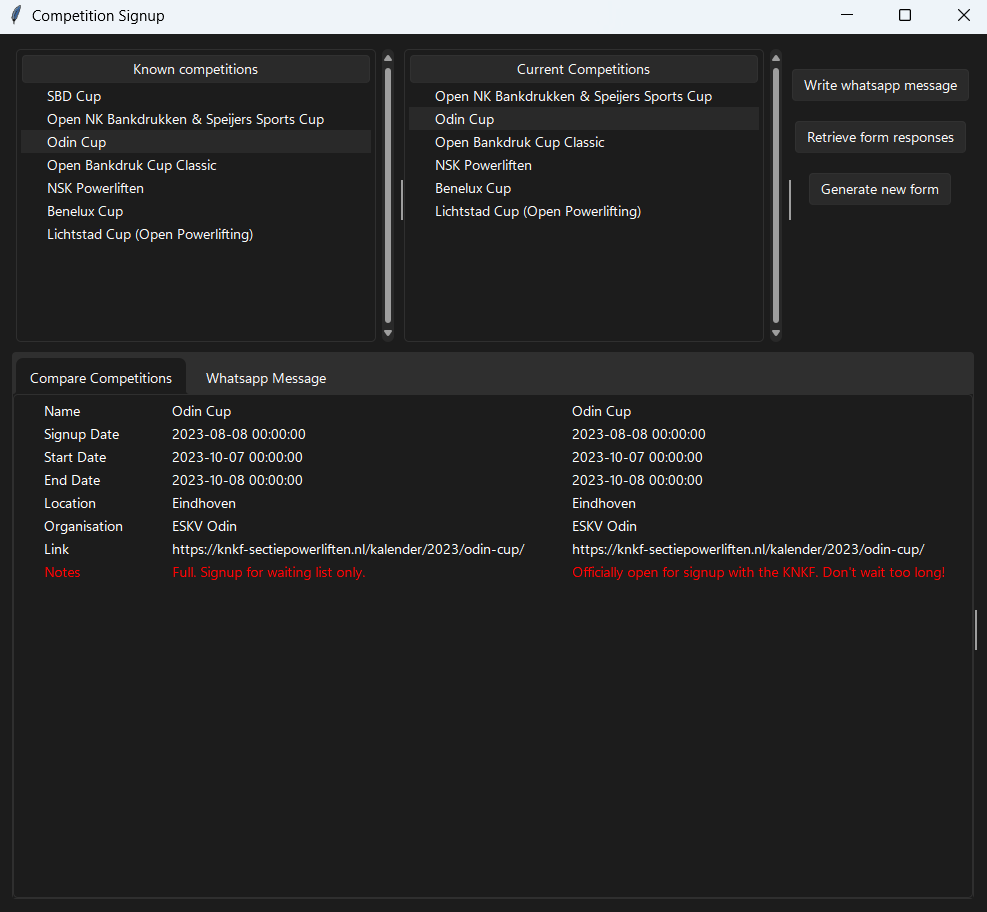 Competition Signup
Known competitions
SBD Cup
Open NK Bankdrukken & Speijers Sports Cup
Odin Cup
Open Bankdruk Cup Classic
NSK Powerliften
Benelux Cup
Lichtstad Cup (Open Powerlifting)
Current Competitions
Open NK Bankdrukken & Speijers Sports Cup
Odin Cup
Open Bankdruk Cup Classic
NSK Powerliften
Benelux Cup
Lichtstad Cup (Open Powerlifting)
Write whatsapp message
Retrieve form responses
Generate new form
Compare Competitions Whatsapp Message
Name Odin Cup Odin Cup
Signup Date 2023-08-08 00:00:00 2023-08-08 00:00:00
Start Date 2023-10-07 00:00:00 2023-10-07 00:00:00
End Date 2023-10-08 00:00:00 2023-10-08 00:00:00
Location Eindhoven Eindhoven
Organisation ESKV Odin ESKV Odin
Link https://knkf-sectiepowerliften.nl/kalender/2023/odin-cup/ https://knkf-sectiepowerliften.nl/kalender/2023/odin-cup/
Notes Full. Signup for waiting list only. Officially open for signup with the KNKF. Don't wait too long!